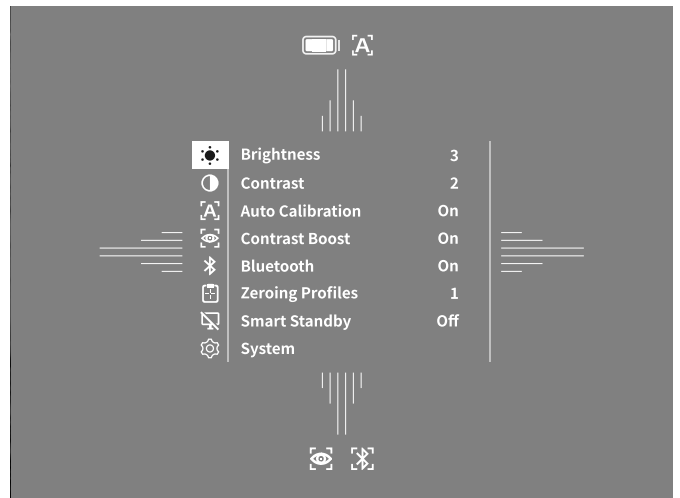 [A]
Brightness 3
Contrast 2
[A] Auto Calibration On
Contrast Boost On
Bluetooth On
Zeroing Profiles 1
Smart Standby Off
System